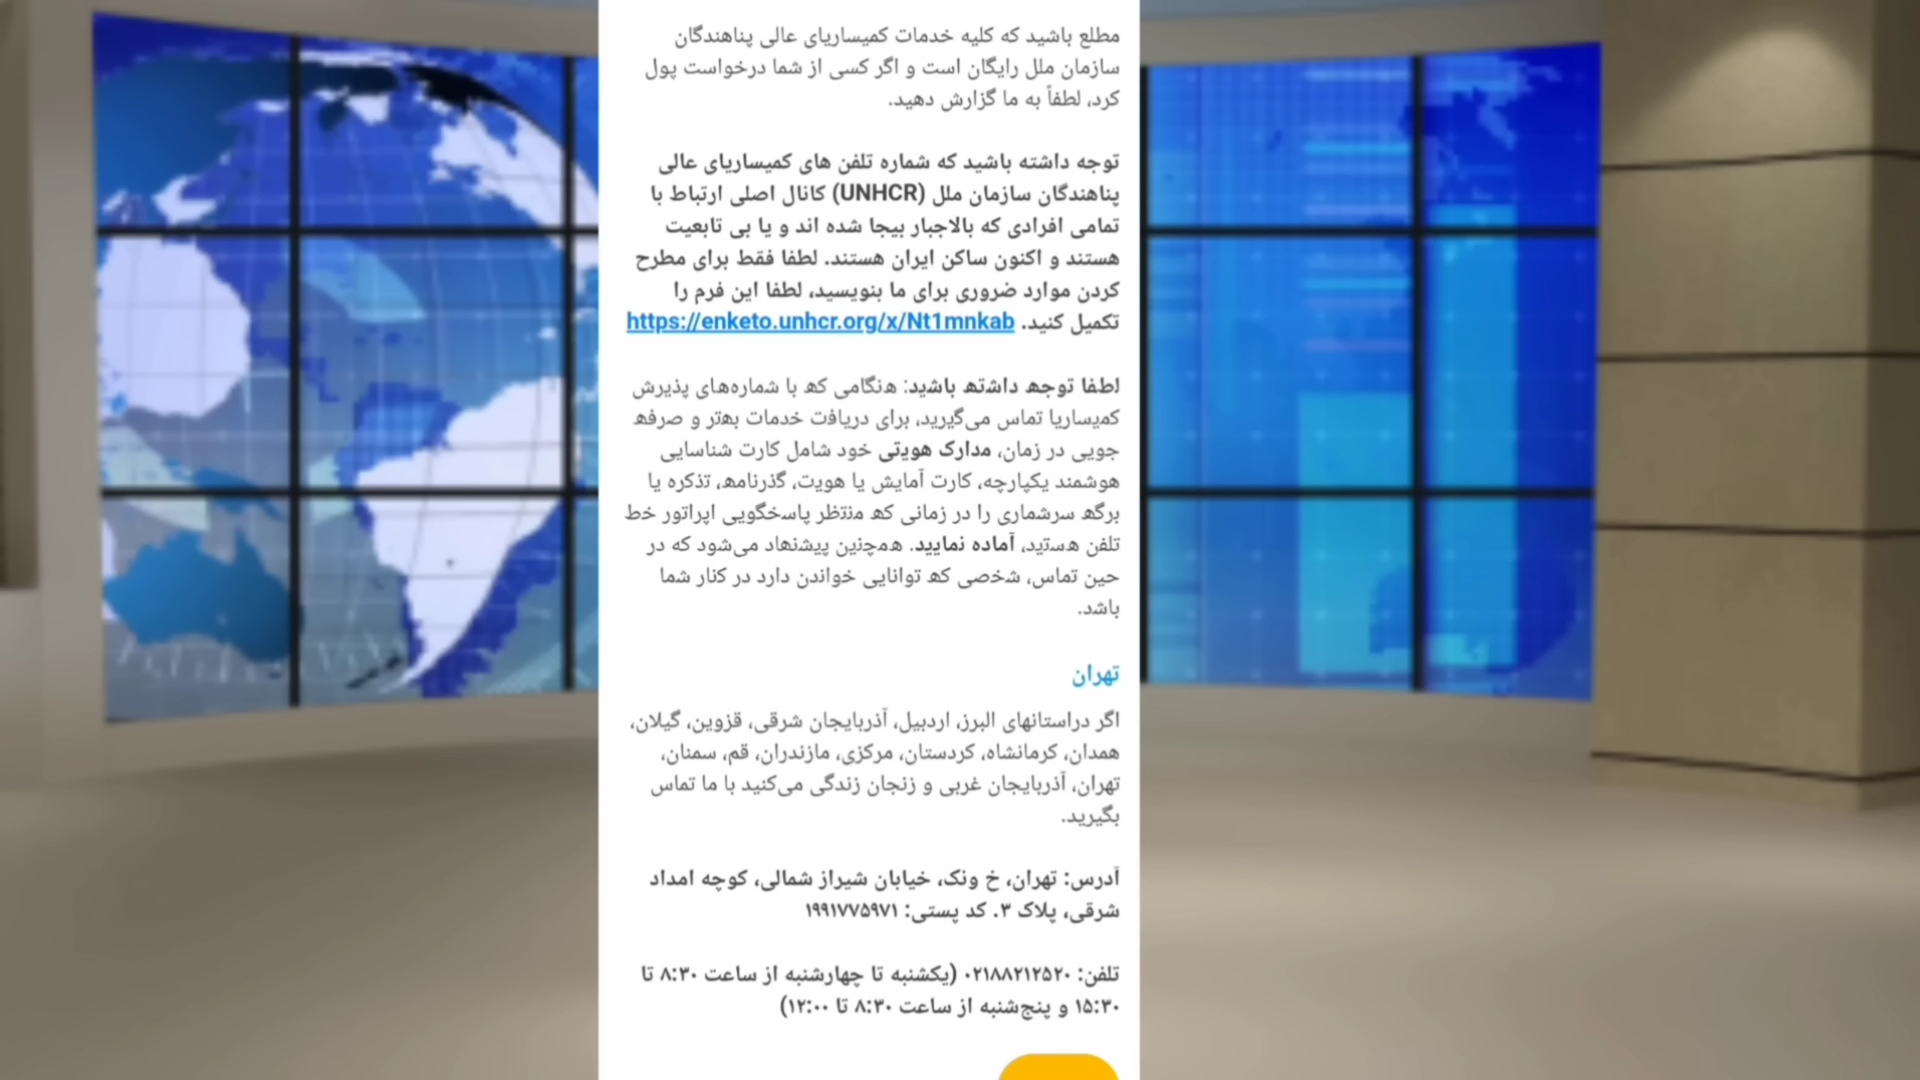 مطلع باشید که کلیه خدمات کمیساریای عالی پناهندگان
سازمان ملل رایگان است و اگر کسی از شما درخواست پول
کرد، لطفاً به ما گزارش دهید.
توجه داشته باشید که شماره تلفن های کمیساریای عالی
پناهندگان سازمان ملل (UNHCR) کانال اصلی ارتباط با
تمامی افرادی که بالاجبار بیجا شده اند و یا بی تابعیت
هستند و اکنون ساکن ایران هستند. لطفا فقط برای مطرح
کردن موارد ضروری برای ما بنویسید، لطفا این فرم را
تکمیل کنید. https://enketo.unhcr.org/x/Nt1mnkab
لطفا توجه داشته باشید: هنگامی که با شماره‌های پذیرش
کمیساریا تماس می‌گیرید، برای دریافت خدمات بهتر و صرفه
جویی در زمان، مدارک هویتی خود شامل کارت شناسایی
هوشمند یکپارچه، کارت آمایش یا هویت، گذرنامه، تذکره یا
برگه سرشماری را در زمانی که منتظر پاسخگویی اپراتور خط
تلفن هستید، آماده نمایید. همچنین پیشنهاد می‌شود که در
حین تماس، شخصی که توانایی خواندن دارد در کنار شما
باشد.
تهران
اگر دراستانهای البرز، اردبیل، آذربایجان شرقی، قزوین، گیلان،
همدان، کرمانشاه، کردستان، مرکزی، مازندران، قم، سمنان،
تهران، آذربایجان غربی و زنجان زندگی می‌کنید با ما تماس
بگیرید.
آدرس: تهران، خ ونک، خیابان شیراز شمالی، کوچه امداد
شرقی، پلاک ۳. کد پستی: ۱۹۹۱۷۷۵۹۷۱
تلفن: ۰۲۱۸۸۲۱۲۵۲۰ (یکشنبه تا چهارشنبه از ساعت ۸:۳۰ تا
۱۵:۳۰ و پنج‌شنبه از ساعت ۸:۳۰ تا ۱۲:۰۰)